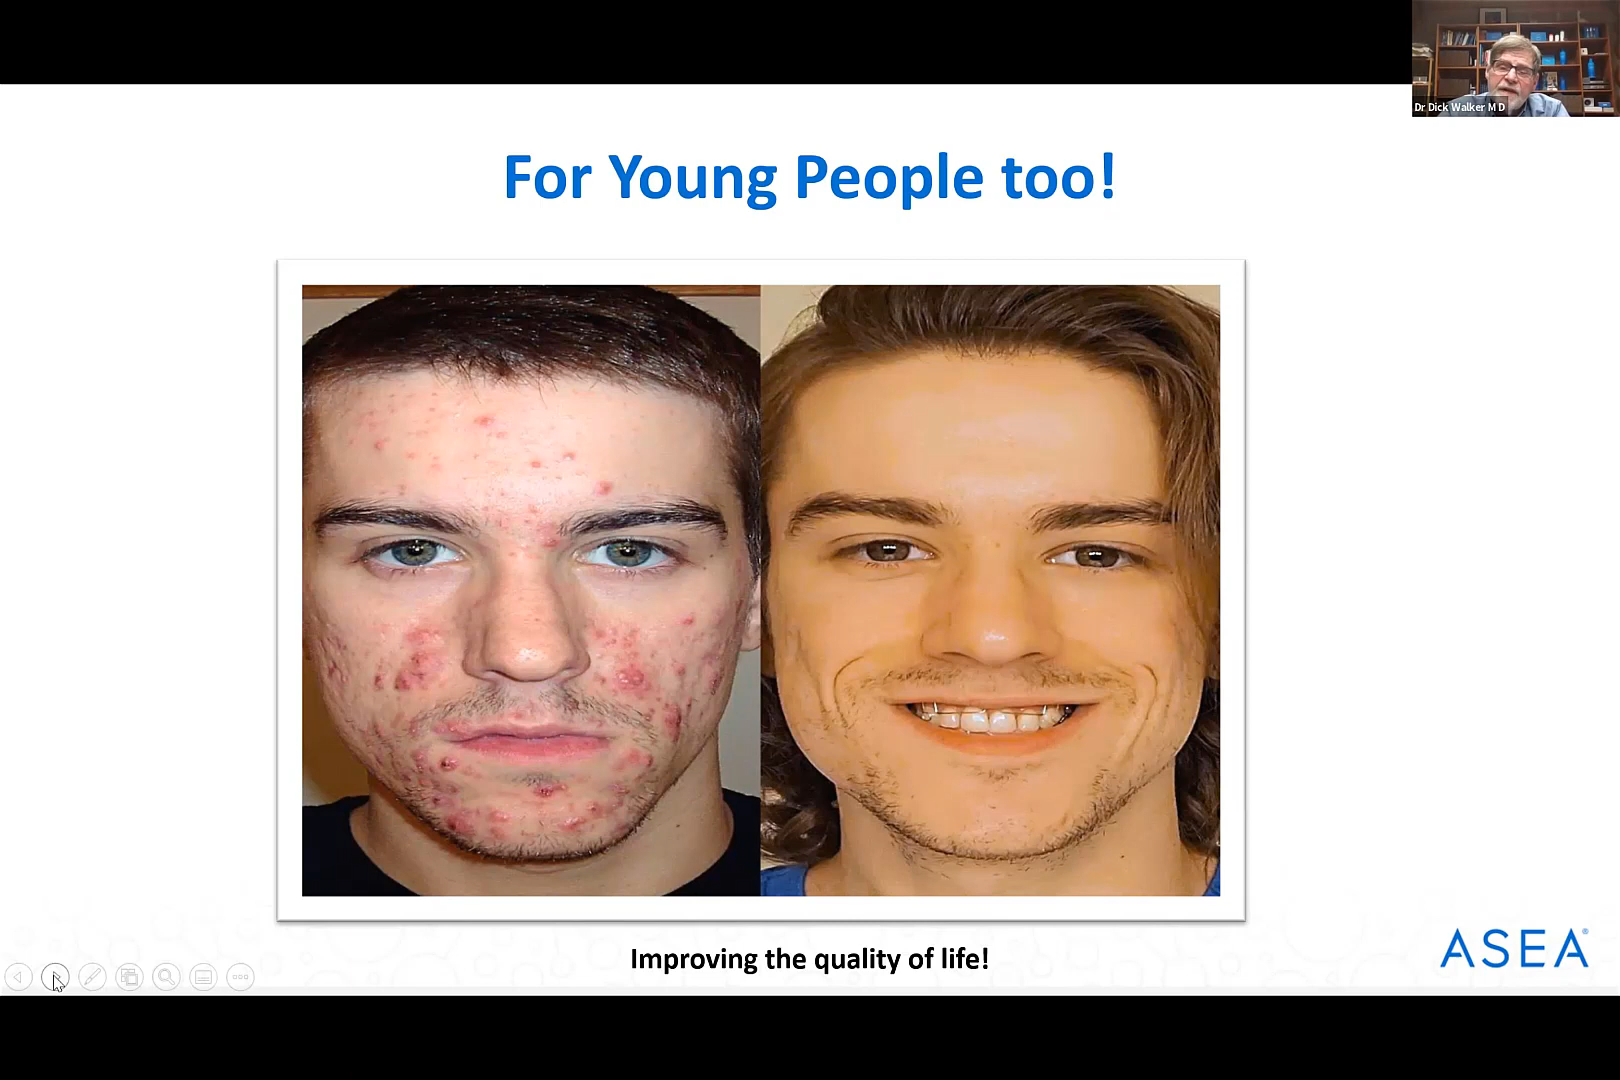 Dr Dick Walker M D
For Young People too!
Improving the quality of life!
ASEA®